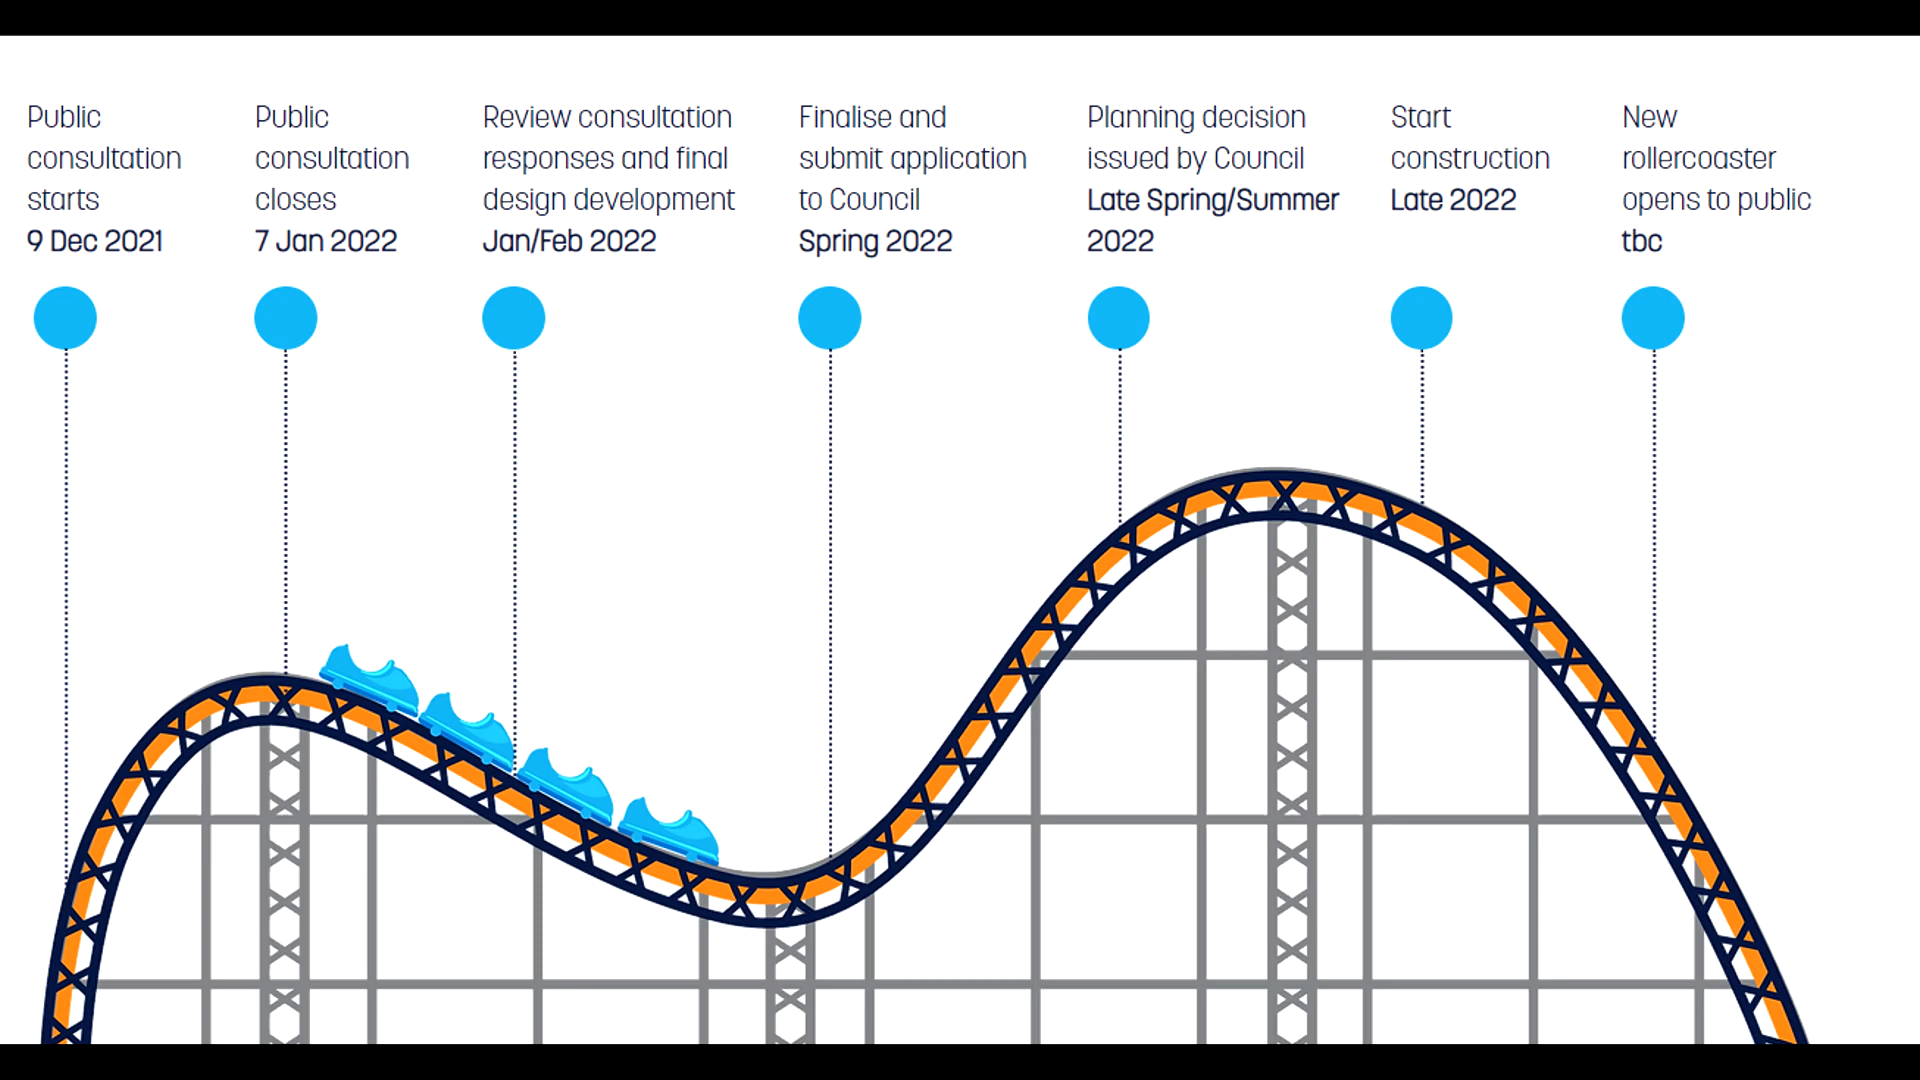 Public
consultation
starts
9 Dec 2021
Public
consultation
closes
7 Jan 2022
Review consultation
responses and final
design development
Jan/Feb 2022
Finalise and
submit application
to Council
Spring 2022
Planning decision
issued by Council
Late Spring/Summer
2022
Start
construction
Late 2022
New
rollercoaster
opens to public
tbc